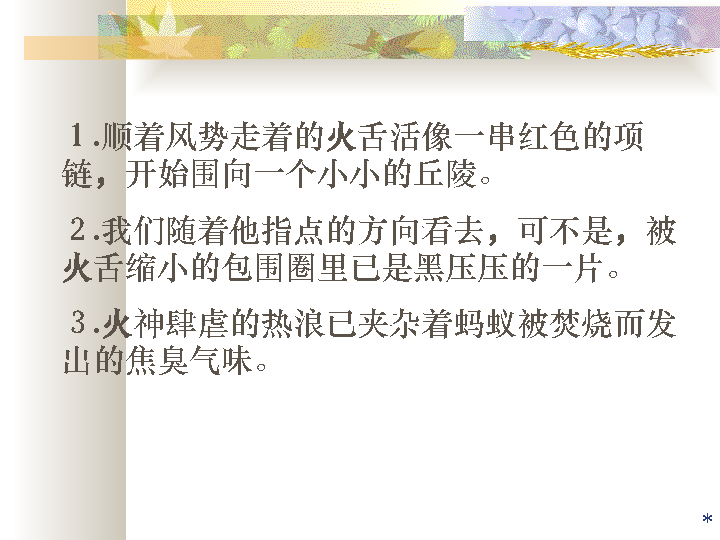 １.顺着风势走着的火舌活像一串红色的项
链，开始围向一个小小的丘陵。
２.我们随着他指点的方向看去，可不是，被
火舌缩小的包围圈里已是黑压压的一片。
３.火神肆虐的热浪已夹杂着蚂蚁被焚烧而发
出的焦臭气味。
*